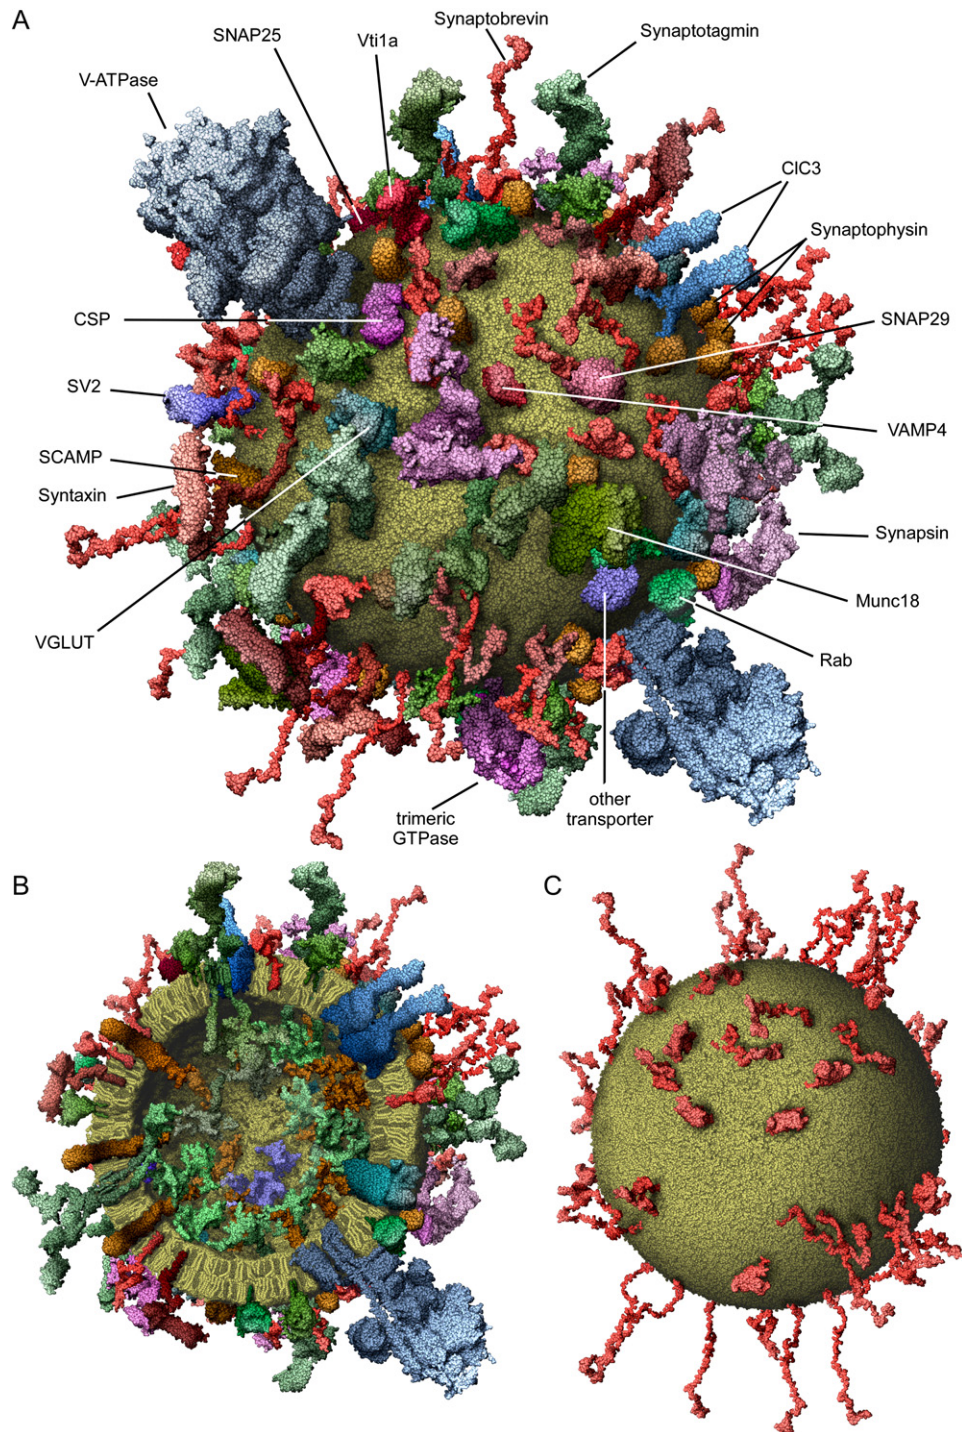 A
Synaptobrevin
SNAP25
Vti1a
Synaptotagmin
V-ATPase
ClC3
Synaptophysin
CSP
SNAP29
SV2
VAMP4
SCAMP
Syntaxin
Synapsin
Munc18
VGLUT
Rab
trimeric
GTPase
other
transporter
B
C